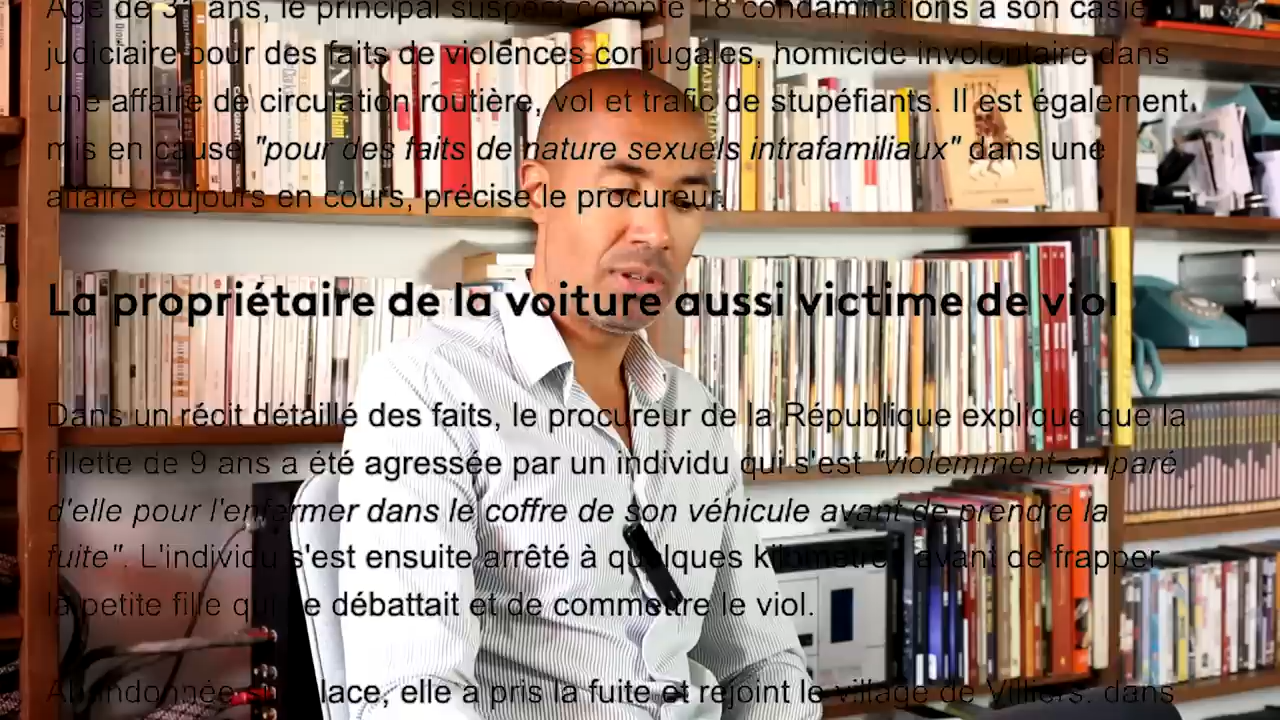 Âgé de 3 ans, le principal suspect compte 18 condamnations à son casie
judiciaire pour des faits de violences conjugales, homicide involontaire dans
une affaire de circulation routière, vol et trafic de stupéfiants. Il est également
mis en cause "pour des faits de nature sexuels intrafamiliaux" dans une
affaire toujours en cours, précise le procureur.
La propriétaire de la voiture aussi victime de viol
Dans un récit détaillé des faits, le procureur de la République explique que la
fillette de 9 ans a été agressée par un individu qui s'est "violemment emparé
d'elle pour l'enfermer dans le coffre de son véhicule avant de prendre la
fuite". L'individu s'est ensuite arrêté à quelques kilomètres avant de frapper
la petite fille qui se débattait et de commettre le viol.
Abandonnée sur place, elle a pris la fuite et rejoint le village de Villiers. dans